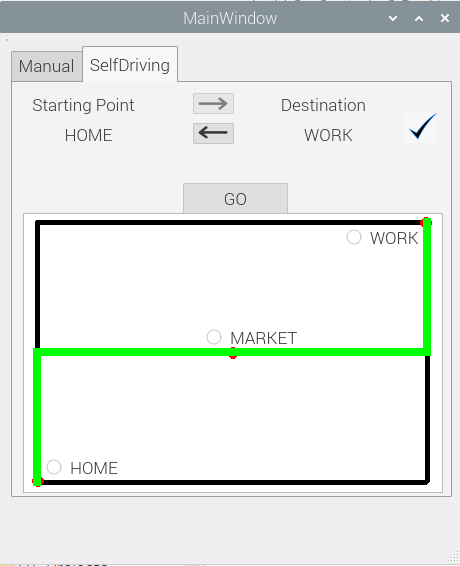 MainWindow
Manual
SelfDriving
Starting Point
Destination
HOME
WORK
GO
WORK
MARKET
HOME